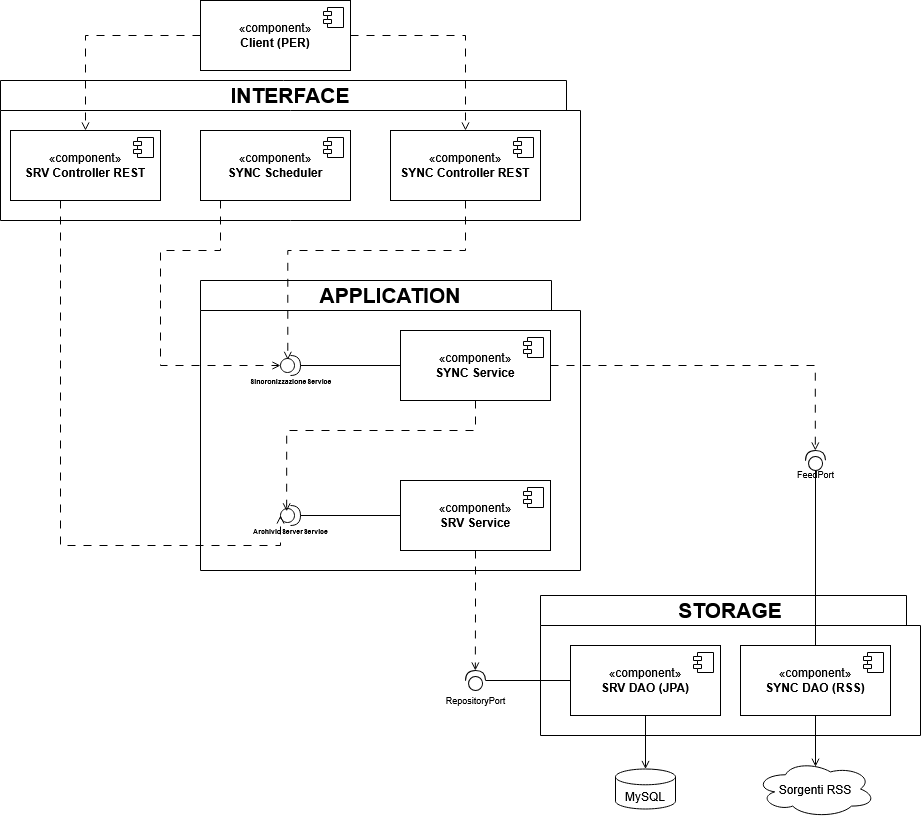 «component»
Client (PER)
INTERFACE
«component»
SRV Controller REST
«component»
SYNC Scheduler
«component»
SYNC Controller REST
APPLICATION
«component»
SYNC Service
Sincronizzazione Service
FeedPort
«component»
SRV Service
Archivio Server Service
STORAGE
«component»
SRV DAO (JPA)
«component»
SYNC DAO (RSS)
RepositoryPort
MySQL
Sorgenti RSS